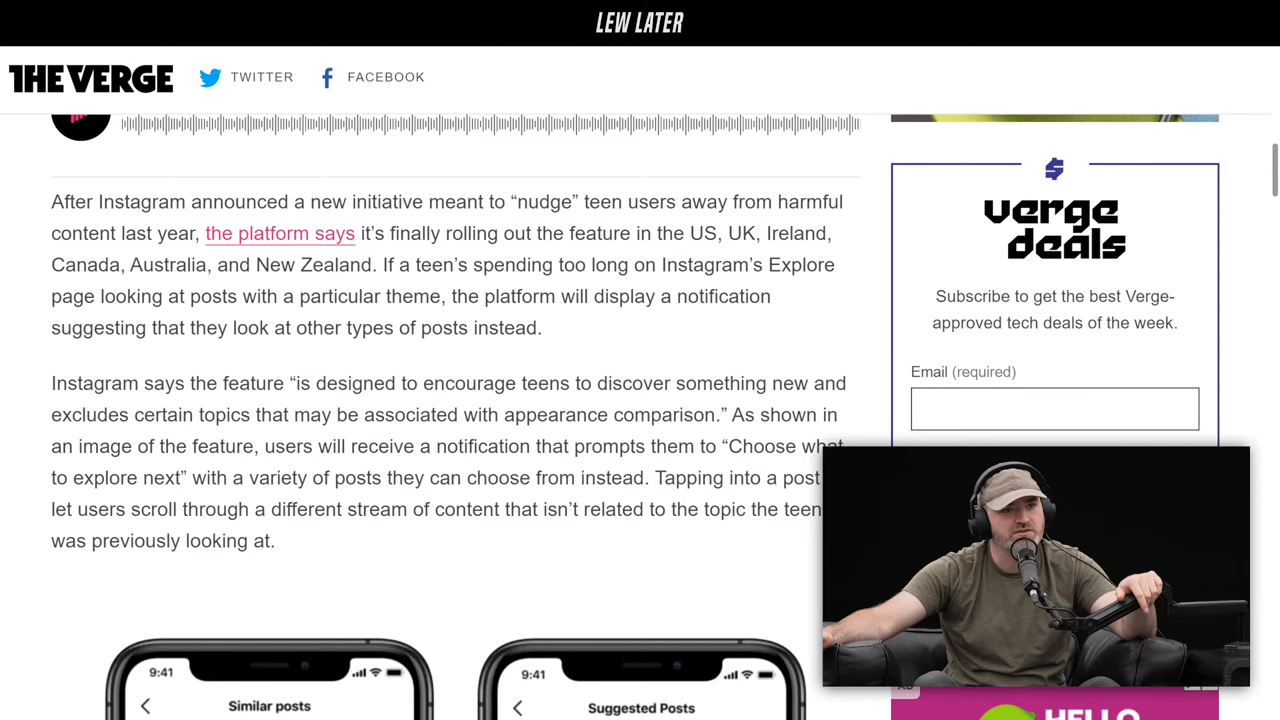 LEW LATER
THE VERGE
TWITTER
FACEBOOK
After Instagram announced a new initiative meant to “nudge” teen users away from harmful
content last year, the platform says it’s finally rolling out the feature in the US, UK, Ireland,
Canada, Australia, and New Zealand. If a teen’s spending too long on Instagram’s Explore
page looking at posts with a particular theme, the platform will display a notification
suggesting that they look at other types of posts instead.
Instagram says the feature “is designed to encourage teens to discover something new and
excludes certain topics that may be associated with appearance comparison.” As shown in
an image of the feature, users will receive a notification that prompts them to “Choose what
to explore next” with a variety of posts they can choose from instead. Tapping into a post
let users scroll through a different stream of content that isn’t related to the topic the teen
was previously looking at.
9:41
Similar posts
9:41
Suggested Posts
verge
deals
Subscribe to get the best Verge-
approved tech deals of the week.
Email (required)
AD
HELLO